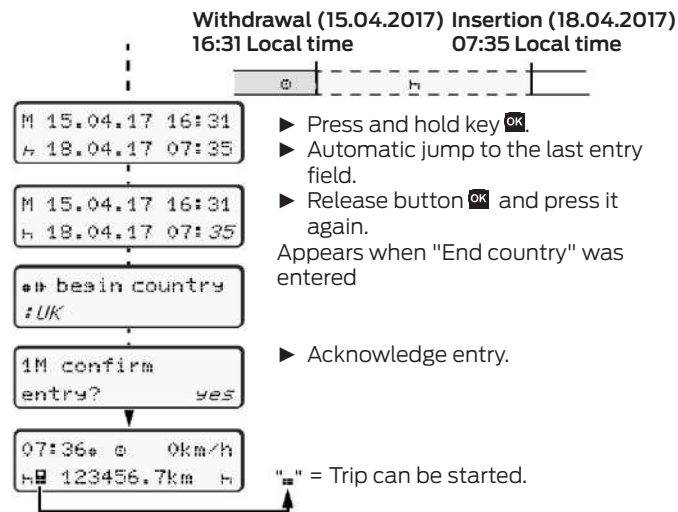 Withdrawal (15.04.2017) Insertion (18.04.2017)
16:31 Local time 07:35 Local time
M 15.04.17 16:31
18.04.17 07:35
► Press and hold key OK.
► Automatic jump to the last entry
field.
M 15.04.17 16:31
18.04.17 07:35
► Release button OK and press it
again.
Appears when "End country" was
entered
begin country
:UK
1M confirm
entry? yes
► Acknowledge entry.
07:36 0km/h
123456.7km
" " = Trip can be started.